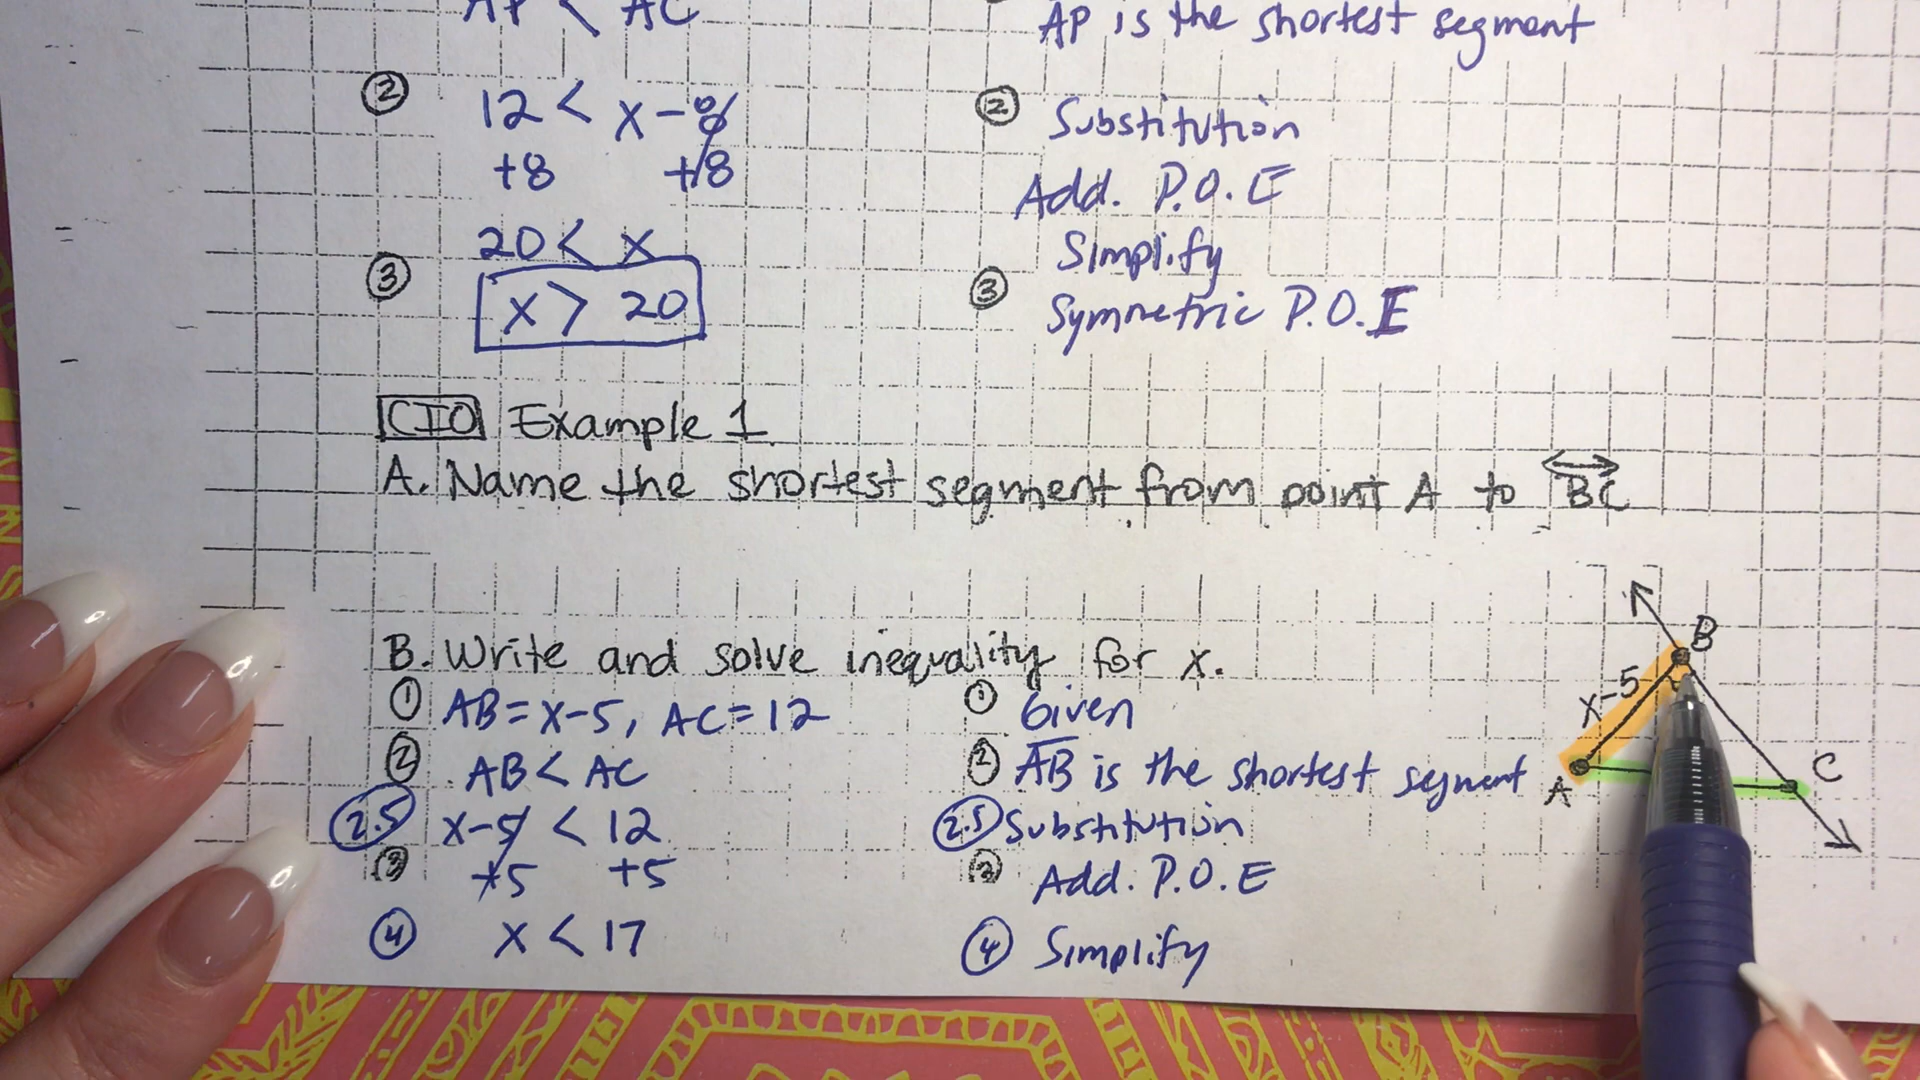 AP < AC
AP is the shortest segment
② 12 < x-8
② Substitution
+8 +8
Add. P.O.E
20 < x
Simplify
③ x > 20
③ Symmetric P.O.E
CIO Example 1
A. Name the shortest segment from point A to BC
B. Write and solve inequality for x.
① AB = x-5, AC = 12
① Given
② AB < AC
② AB is the shortest segment
2.5 x-5 < 12
2.5 Substitution
③ +5 +5
③ Add. P.O.E
④ x < 17
④ Simplify
B
x-5
A
C